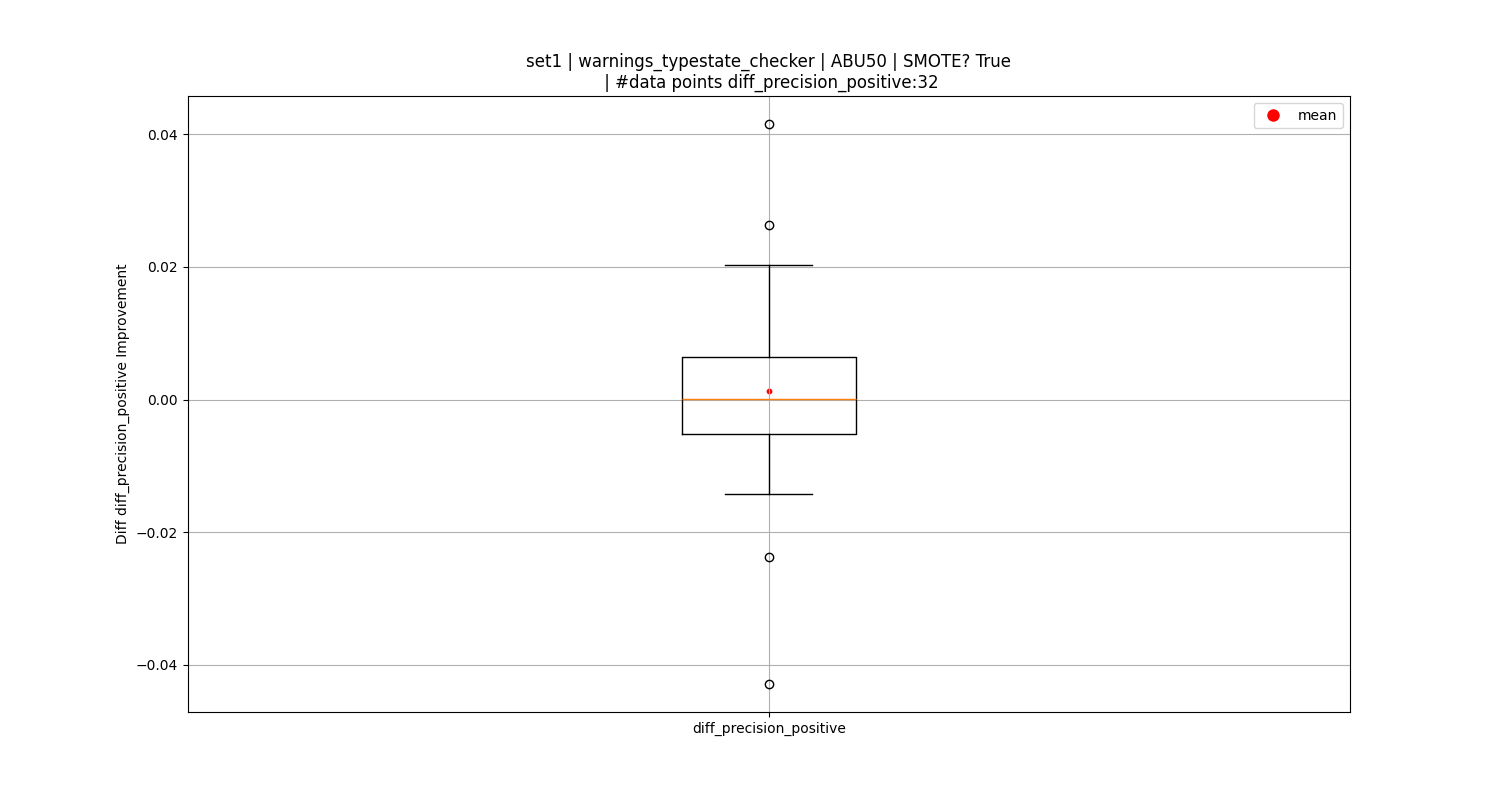 set1 | warnings_typestate_checker | ABU50 | SMOTE? True
| #data points diff_precision_positive:32
mean
0.04
0.02
0.00
−0.02
−0.04
Diff diff_precision_positive Improvement
diff_precision_positive